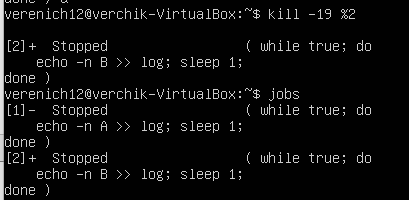 done ) &
verenich12@verchik-VirtualBox:~$ kill -19 %2
[2]+  Stopped                 ( while true; do
    echo -n B >> log; sleep 1;
done )
verenich12@verchik-VirtualBox:~$ jobs
[1]-  Stopped                 ( while true; do
    echo -n A >> log; sleep 1;
done )
[2]+  Stopped                 ( while true; do
    echo -n B >> log; sleep 1;
done )